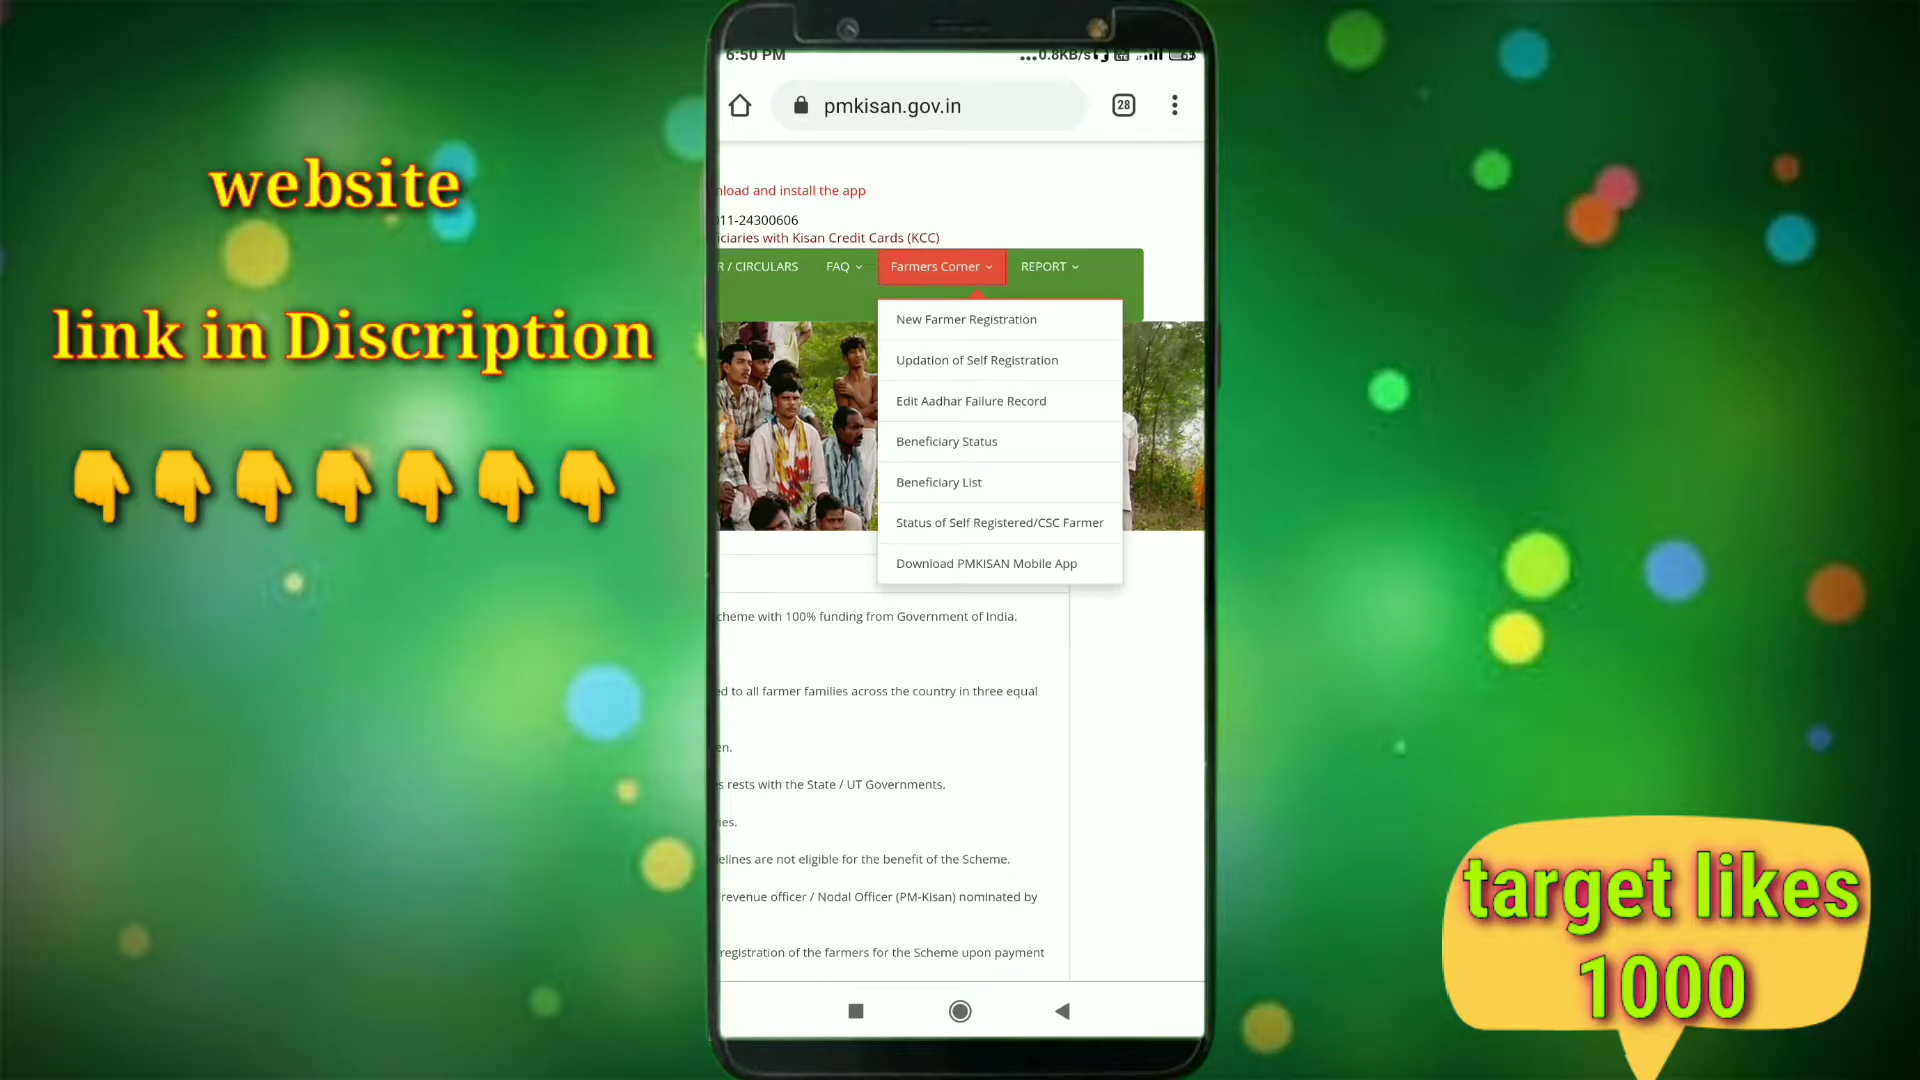 website
link in Discription
6:50 PM
...0.8KB/s
pmkisan.gov.in
28
nload and install the app
011-24300606
iciaries with Kisan Credit Cards (KCC)
R / CIRCULARS FAQ Farmers Corner REPORT
New Farmer Registration
Updation of Self Registration
Edit Aadhar Failure Record
Beneficiary Status
Beneficiary List
Status of Self Registered/CSC Farmer
Download PMKISAN Mobile App
cheme with 100% funding from Government of India.
ed to all farmer families across the country in three equal
en.
s rests with the State / UT Governments.
nes.
elines are not eligible for the benefit of the Scheme.
revenue officer / Nodal Officer (PM-Kisan) nominated by
registration of the farmers for the Scheme upon payment
target likes
1000